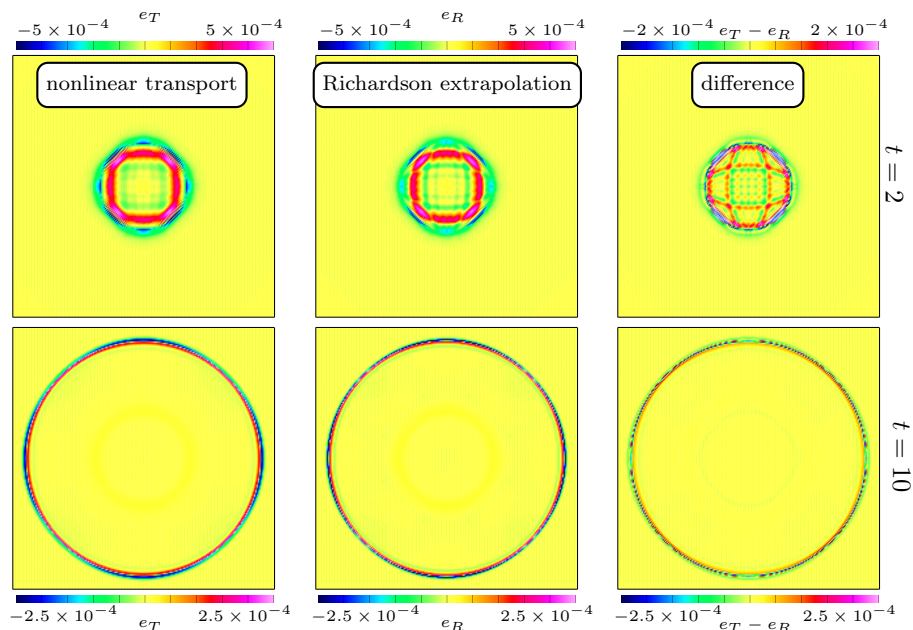 e_T e_R
−5 × 10⁻⁴ 5 × 10⁻⁴ −5 × 10⁻⁴ 5 × 10⁻⁴ −2 × 10⁻⁴ e_T − e_R 2 × 10⁻⁴
nonlinear transport Richardson extrapolation difference
t = 2
t = 10
−2.5 × 10⁻⁴ 2.5 × 10⁻⁴ −2.5 × 10⁻⁴ 2.5 × 10⁻⁴ −2.5 × 10⁻⁴ e_T − e_R 2.5 × 10⁻⁴
e_T e_R